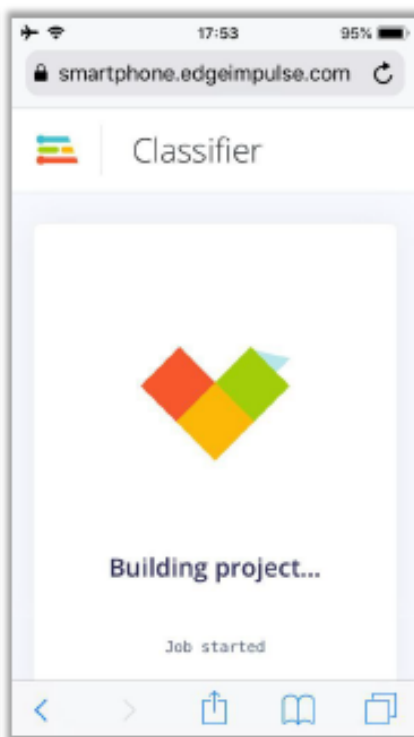 17:53
95%
smartphone.edgeimpulse.com
Classifier
Building project...
Job started